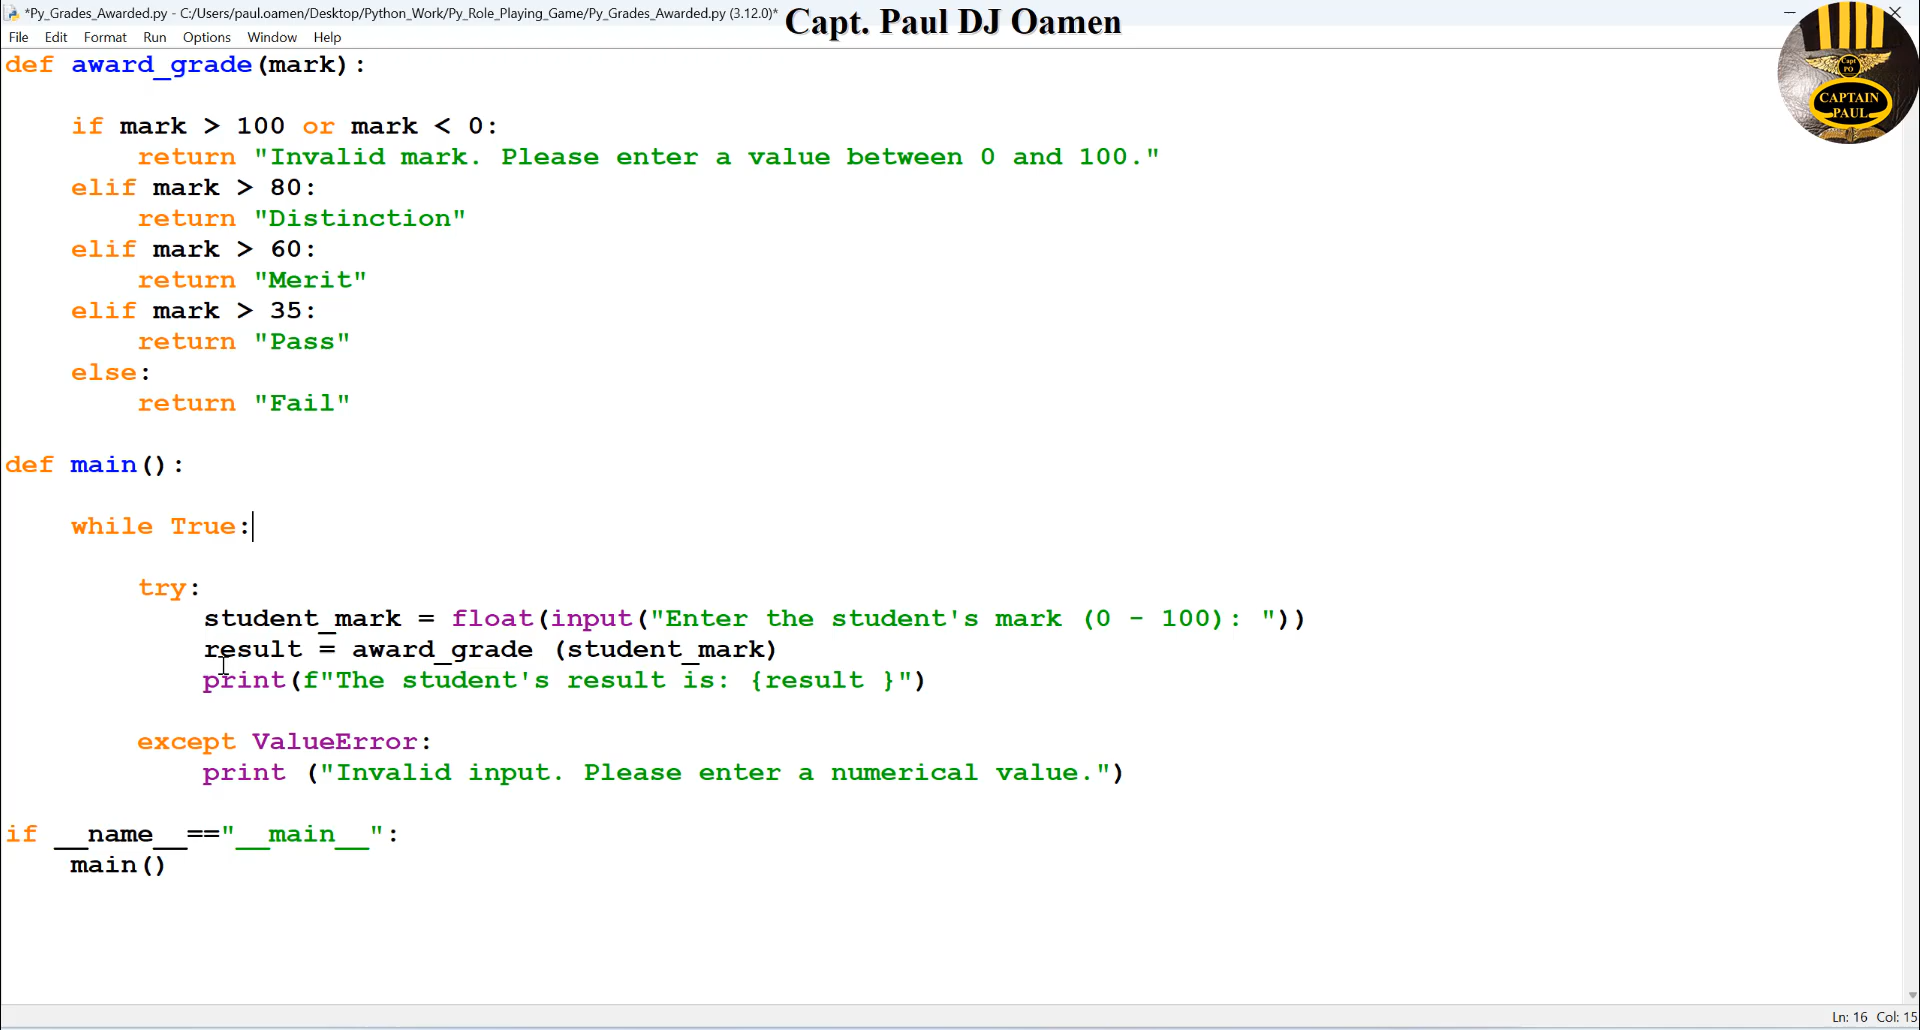 *Py_Grades_Awarded.py - C:/Users/paul.oamen/Desktop/Python_Work/Py_Role_Playing_Game/Py_Grades_Awarded.py (3.12.0)*
Capt. Paul DJ Oamen
File Edit Format Run Options Window Help
Capt
PO
CAPTAIN
PAUL
def award_grade(mark):
    if mark > 100 or mark < 0:
        return "Invalid mark. Please enter a value between 0 and 100."
    elif mark > 80:
        return "Distinction"
    elif mark > 60:
        return "Merit"
    elif mark > 35:
        return "Pass"
    else:
        return "Fail"
def main():
    while True:
        try:
            student_mark = float(input("Enter the student's mark (0 - 100): "))
            result = award_grade (student_mark)
            print(f"The student's result is: {result }")
        except ValueError:
            print ("Invalid input. Please enter a numerical value.")
if __name__=="__main__":
    main()
Ln: 16 Col: 15